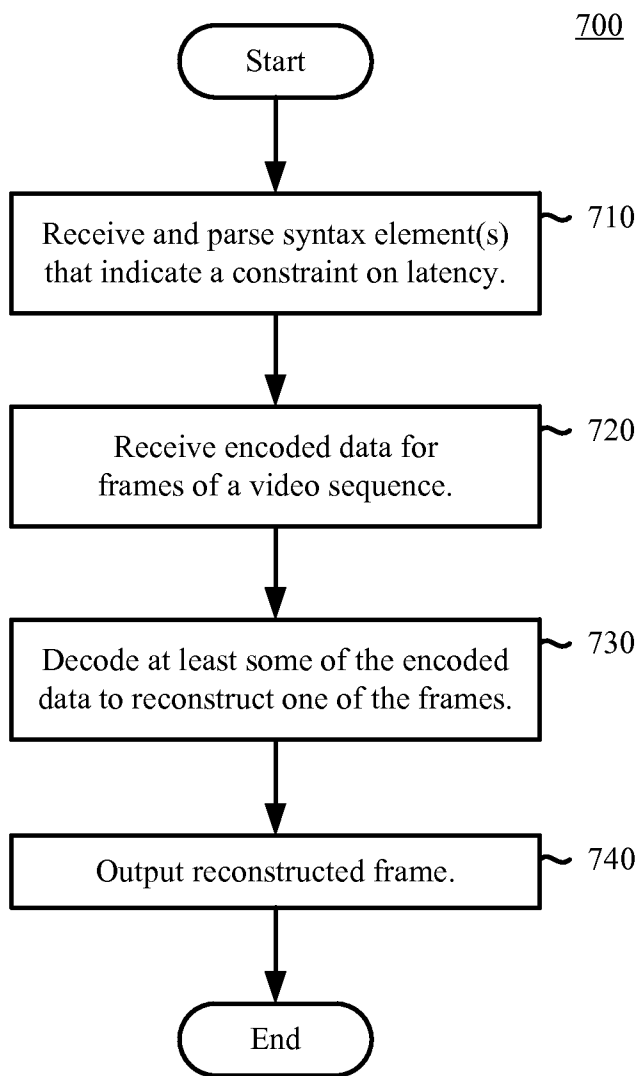 700
Start
Receive and parse syntax element(s)
that indicate a constraint on latency.
710
Receive encoded data for
frames of a video sequence.
720
Decode at least some of the encoded
data to reconstruct one of the frames.
730
Output reconstructed frame.
740
End